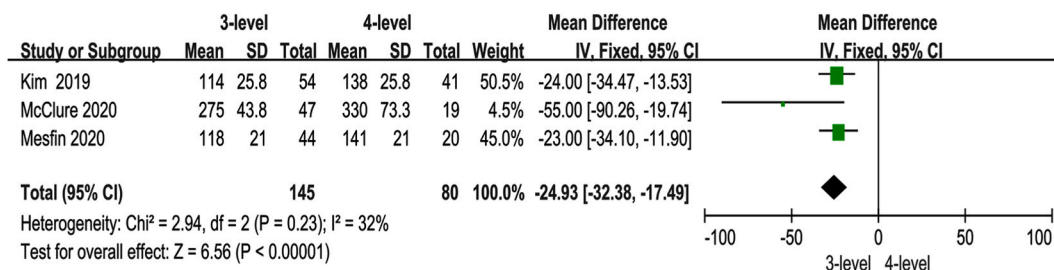 3-level 4-level Mean Difference Mean Difference
Study or Subgroup Mean SD Total Mean SD Total Weight IV, Fixed, 95% CI IV, Fixed, 95% CI
Kim 2019 114 25.8 54 138 25.8 41 50.5% -24.00 [-34.47, -13.53]
McClure 2020 275 43.8 47 330 73.3 19 4.5% -55.00 [-90.26, -19.74]
Mesfin 2020 118 21 44 141 21 20 45.0% -23.00 [-34.10, -11.90]
Total (95% CI) 145 80 100.0% -24.93 [-32.38, -17.49]
Heterogeneity: Chi² = 2.94, df = 2 (P = 0.23); I² = 32%
Test for overall effect: Z = 6.56 (P < 0.00001)
-100 -50 0 50 100
3-level 4-level